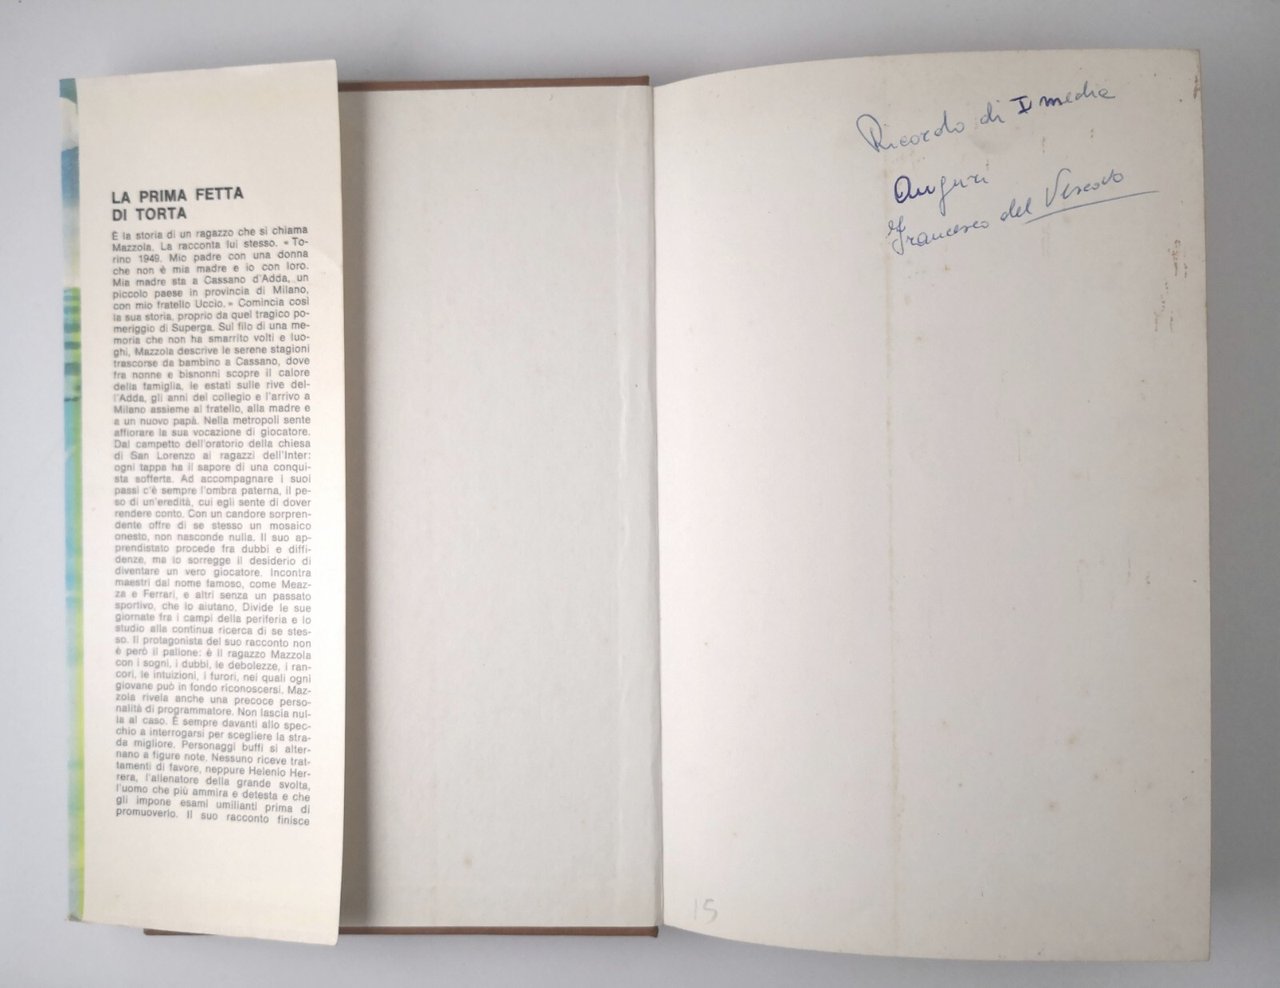 LA PRIMA FETTA
DI TORTA
È la storia di un ragazzo che si chiama
Mazzola. La racconta lui stesso. « To-
rino 1949. Mio padre con una donna
che non è mia madre e io con loro.
Mia madre sta a Cassano d'Adda, un
piccolo paese in provincia di Milano,
con mio fratello Uccio. » Comincia così
la sua storia, proprio da quel tragico po-
meriggio di Superga. Sul filo di una me-
moria che non ha smarrito volti e luo-
ghi, Mazzola descrive le serene stagioni
trascorse da bambino a Cassano, dove
fra nonne e bisnonni scopre il calore
della famiglia, le estati sulle rive del-
l'Adda, gli anni del collegio e l'arrivo a
Milano assieme al fratello, alla madre e
a un nuovo papà. Nella metropoli sente
affiorare la sua vocazione di giocatore.
Dal campetto dell'oratorio della chiesa
di San Lorenzo ai ragazzi dell'Inter:
ogni tappa ha il sapore di una conqui-
sta sofferta. Ad accompagnare i suoi
passi c'è sempre l'ombra paterna, il pe-
so di un'eredità, cui egli sente di dover
rendere conto. Con un candore sorpren-
dente offre di se stesso un mosaico
onesto, non nasconde nulla. Il suo ap-
prendistato procede fra dubbi e diffi-
denze, ma lo sorregge il desiderio di
diventare un vero giocatore. Incontra
maestri dal nome famoso, come Meaz-
za e Ferrari, e altri senza un passato
sportivo, che lo aiutano. Divide le sue
giornate fra i campi della periferia e lo
studio alla continua ricerca di se stes-
so. Il protagonista del suo racconto non
è però il pallone: è il ragazzo Mazzola
con i sogni, i dubbi, le debolezze, i ran-
cori, le intuizioni, i furori, nei quali ogni
giovane può in fondo riconoscersi. Maz-
zola rivela anche una precoce perso-
nalità di programmatore. Non lascia nul-
la al caso. È sempre davanti allo spec-
chio a interrogarsi per scegliere la stra-
da migliore. Personaggi buffi si alter-
nano a figure note. Nessuno riceve trat-
tamenti di favore, neppure Helenio Her-
rera, l'allenatore della grande svolta,
l'uomo che più ammira e detesta e che
gli impone esami umilianti prima di
promuoverlo. Il suo racconto finisce
Ricordo di I media
Auguri
Francesco del Vescovo
15